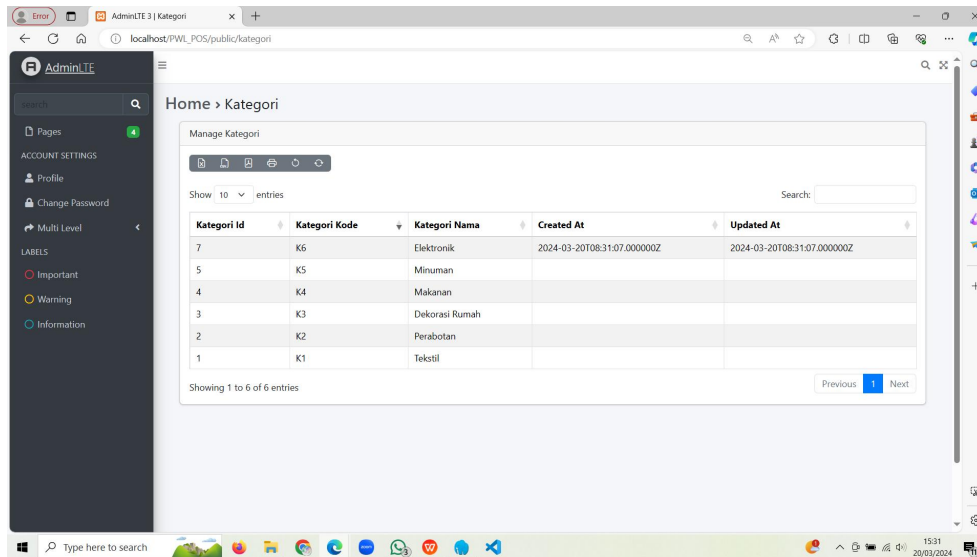 Error
AdminLTE 3 | Kategori
localhost/PWL_POS/public/kategori
AdminLTE
search
Home › Kategori
Pages 4
ACCOUNT SETTINGS
Profile
Change Password
Multi Level
LABELS
Important
Warning
Information
Manage Kategori
Show 10 entries
Search:
Kategori Id Kategori Kode Kategori Nama Created At Updated At
7 K6 Elektronik 2024-03-20T08:31:07.000000Z 2024-03-20T08:31:07.000000Z
5 K5 Minuman
4 K4 Makanan
3 K3 Dekorasi Rumah
2 K2 Perabotan
1 K1 Tekstil
Showing 1 to 6 of 6 entries
Previous 1 Next
Type here to search
15:31
20/03/2024